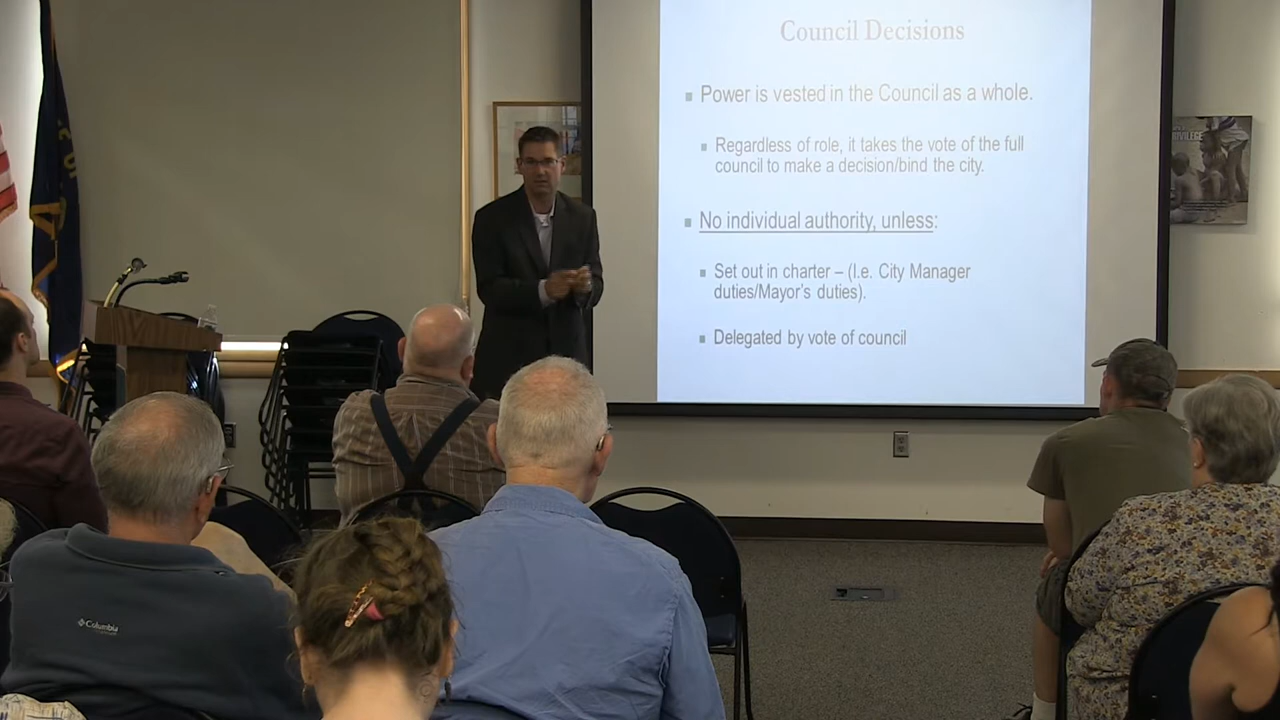 Council Decisions
Power is vested in the Council as a whole.
Regardless of role, it takes the vote of the full
council to make a decision/bind the city.
No individual authority, unless:
Set out in charter – (I.e. City Manager
duties/Mayor's duties).
Delegated by vote of council
Columbia